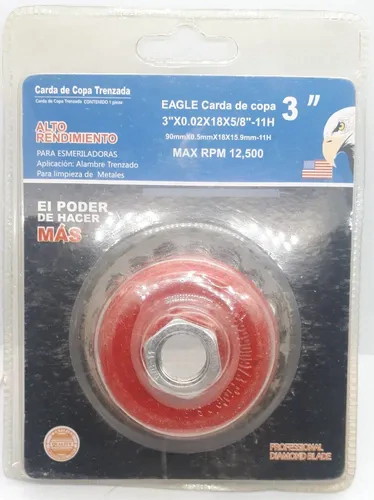 Carda de Copa Trenzada
Carda de Copa Trenzada CONTENIDO 1 pieza
ALTO
RENDIMIENTO
PARA ESMERILADORAS
Aplicación: Alambre Trenzado
Para limpieza de Metales
El PODER
DE HACER
MÁS
EAGLE Carda de copa 3"
3"X0.02X18X5/8"-11H
90mmX0.5mmX18X15.9mm-11H
MAX RPM 12,500
PROFESSIONAL
DIAMOND BLADE